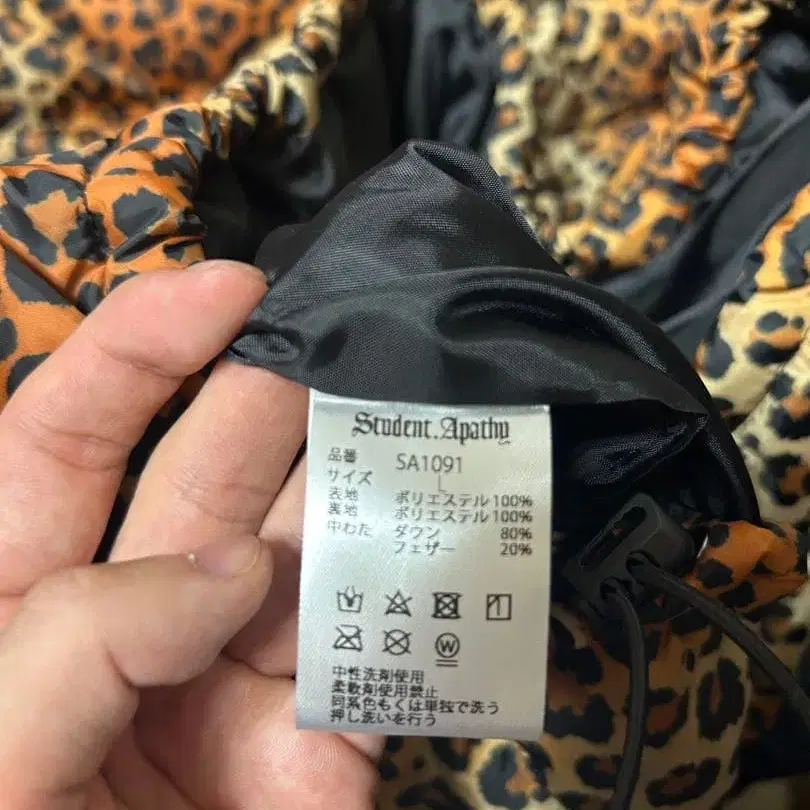 Student.Apathy
品番 SA1091
サイズ L
表地 ポリエステル100%
裏地 ポリエステル100%
中わた ダウン 80%
フェザー 20%
W
中性洗剤使用
柔軟剤使用禁止
同系色もしくは単独で洗う
押し洗いを行う